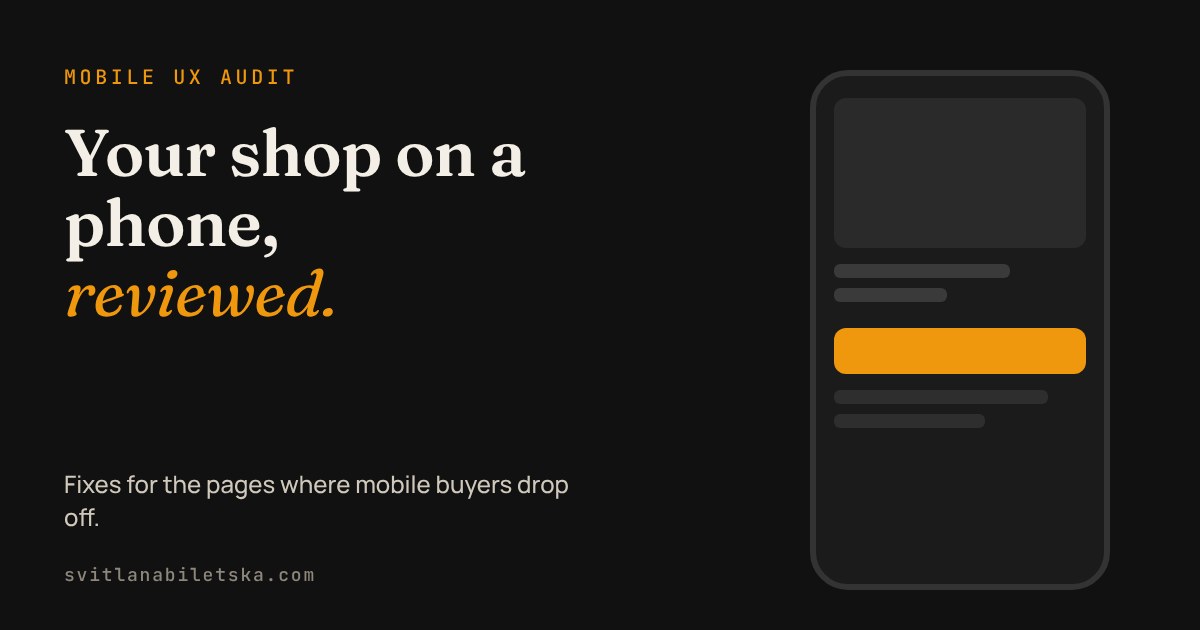 MOBILE UX AUDIT
Your shop on a
phone,
reviewed.
Fixes for the pages where mobile buyers drop
off.
svitlanabiletska.com